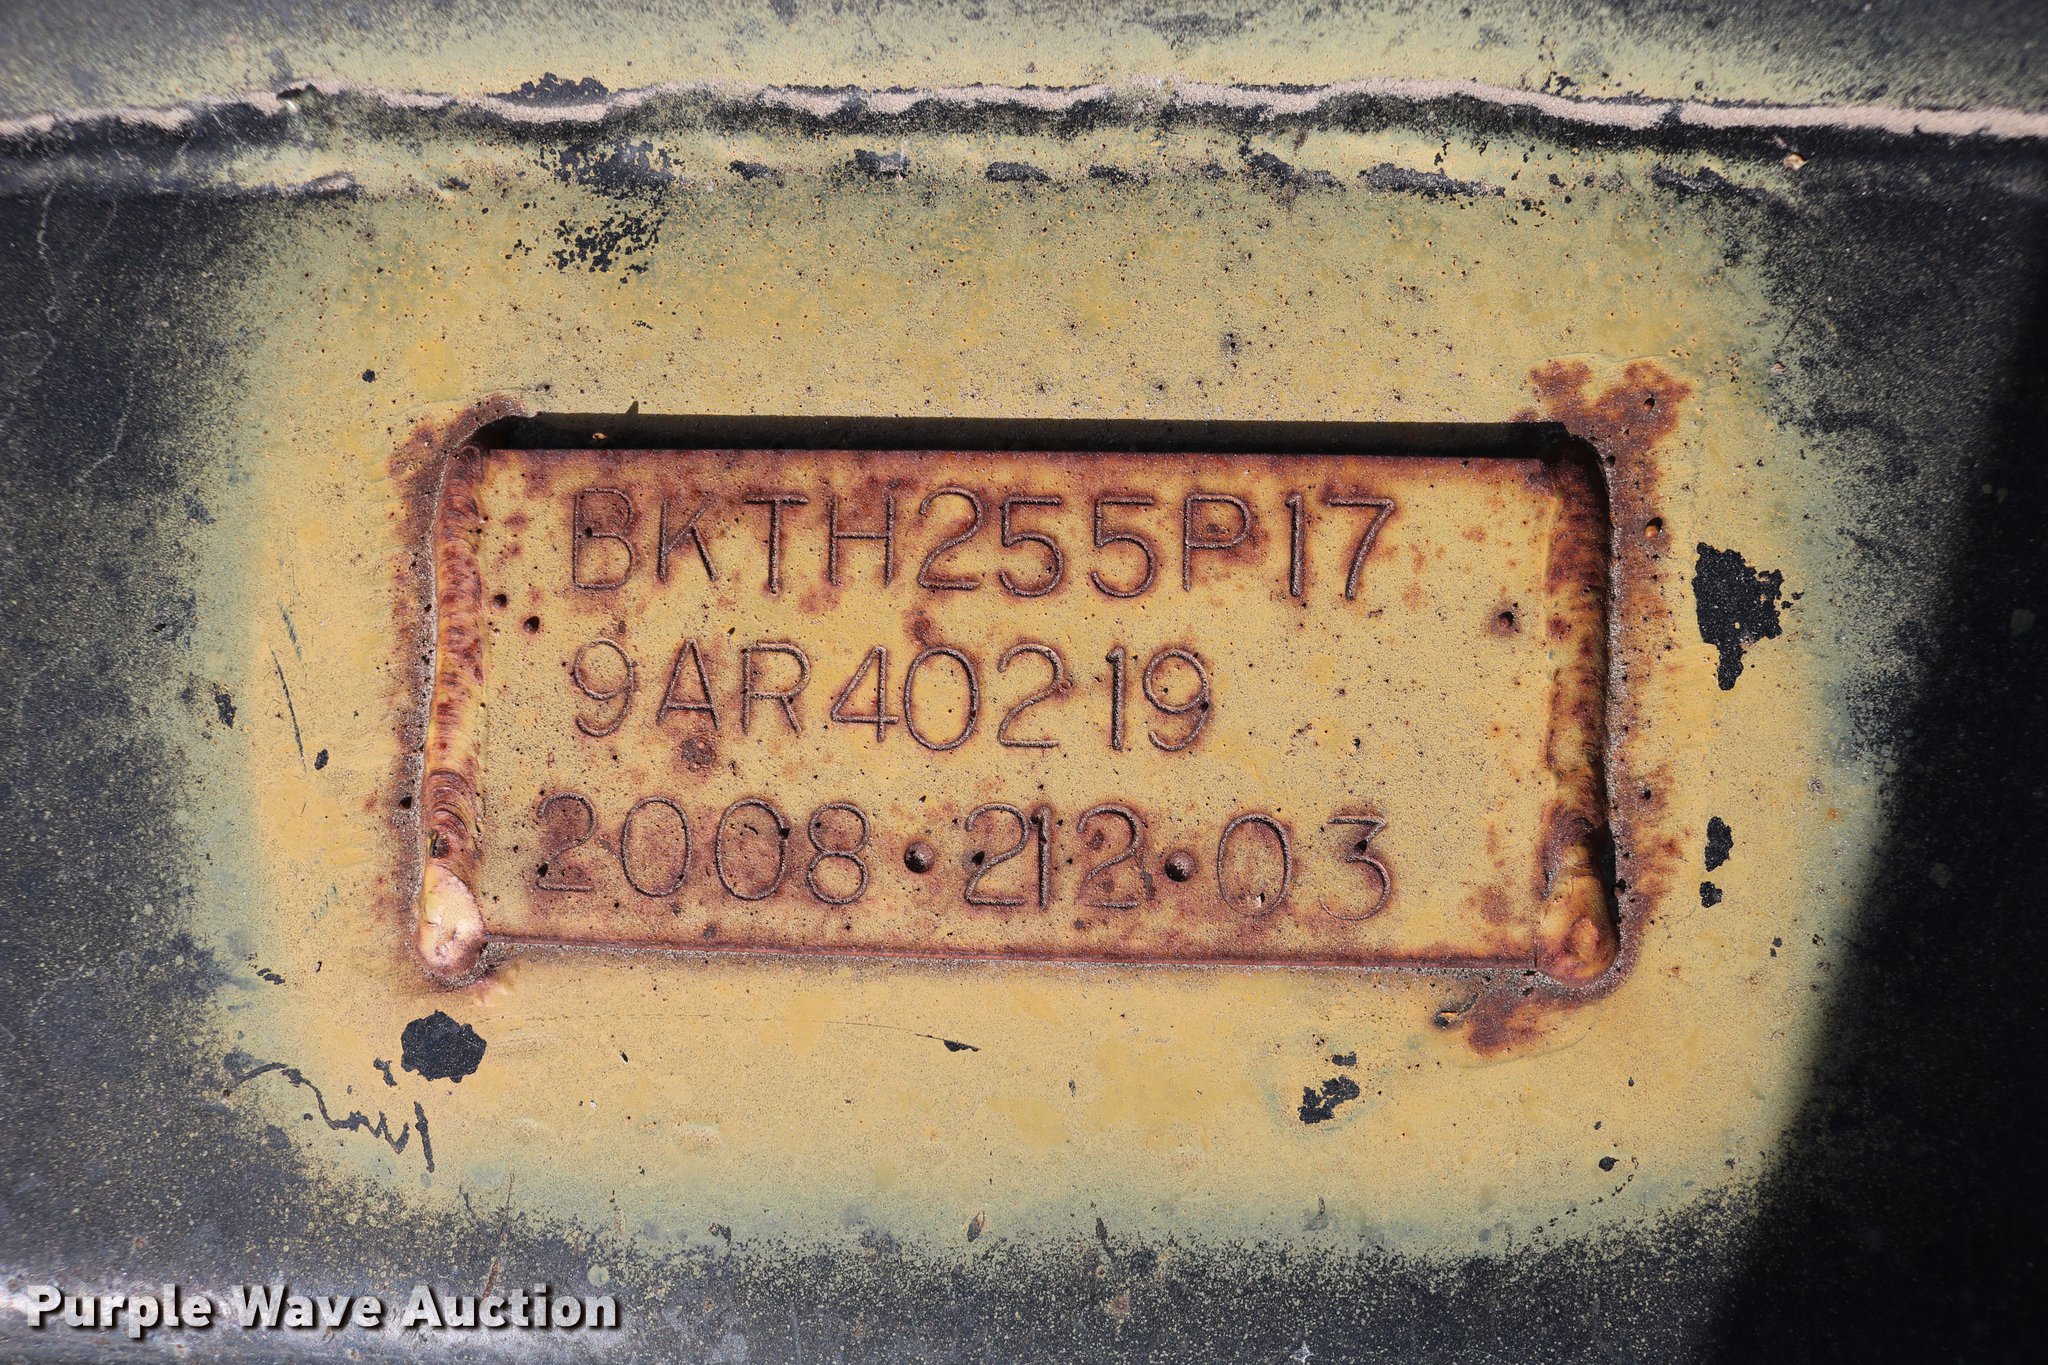 BKTH255P17
9AR40219
2008·212·03
Purple Wave Auction